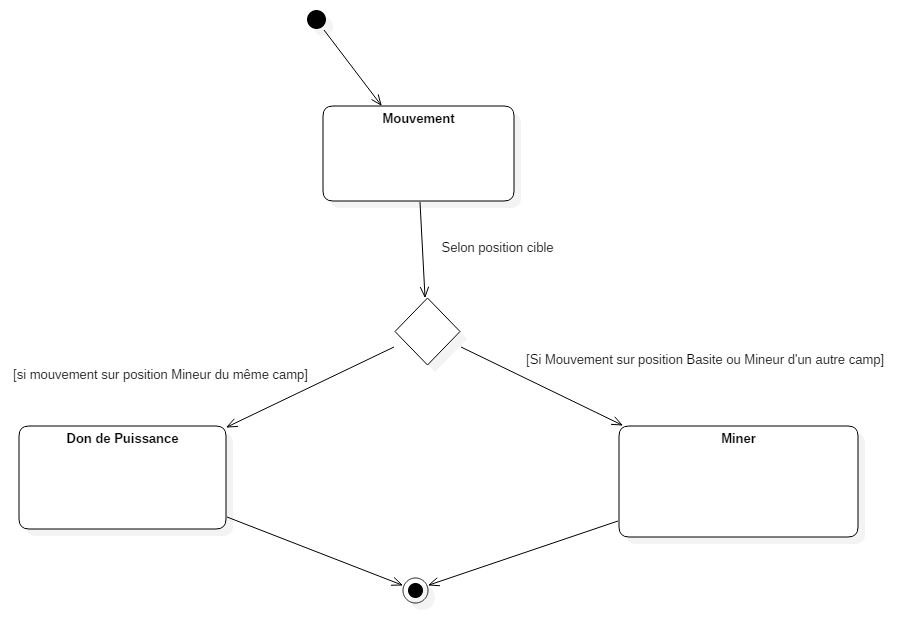 Mouvement
Selon position cible
[Si Mouvement sur position Basite ou Mineur d'un autre camp]
[si mouvement sur position Mineur du même camp]
Don de Puissance
Miner